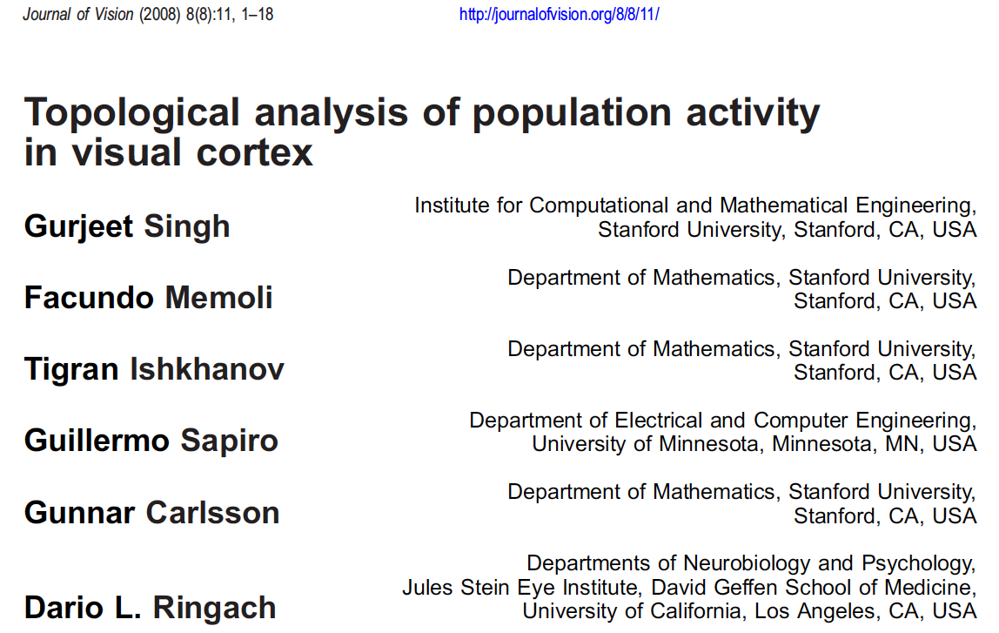 Journal of Vision (2008) 8(8):11, 1–18 http://journalofvision.org/8/8/11/
Topological analysis of population activity
in visual cortex
Gurjeet Singh
Institute for Computational and Mathematical Engineering,
Stanford University, Stanford, CA, USA
Facundo Memoli
Department of Mathematics, Stanford University,
Stanford, CA, USA
Tigran Ishkhanov
Department of Mathematics, Stanford University,
Stanford, CA, USA
Guillermo Sapiro
Department of Electrical and Computer Engineering,
University of Minnesota, Minnesota, MN, USA
Gunnar Carlsson
Department of Mathematics, Stanford University,
Stanford, CA, USA
Dario L. Ringach
Departments of Neurobiology and Psychology,
Jules Stein Eye Institute, David Geffen School of Medicine,
University of California, Los Angeles, CA, USA